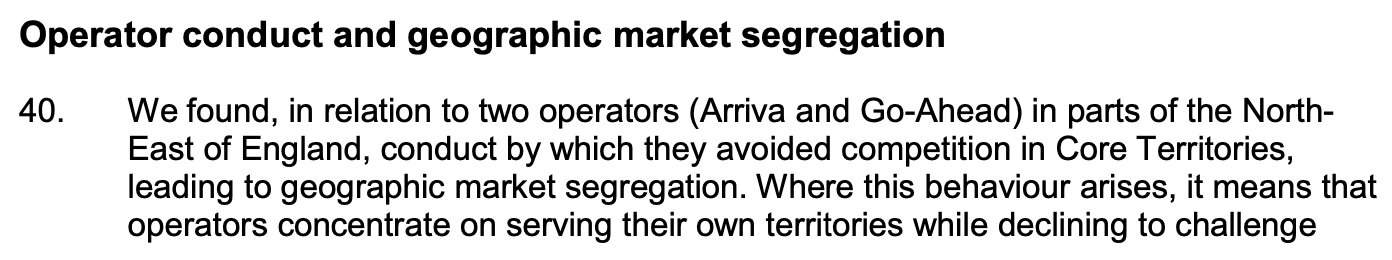 Operator conduct and geographic market segregation
40. We found, in relation to two operators (Arriva and Go-Ahead) in parts of the North-
East of England, conduct by which they avoided competition in Core Territories,
leading to geographic market segregation. Where this behaviour arises, it means that
operators concentrate on serving their own territories while declining to challenge